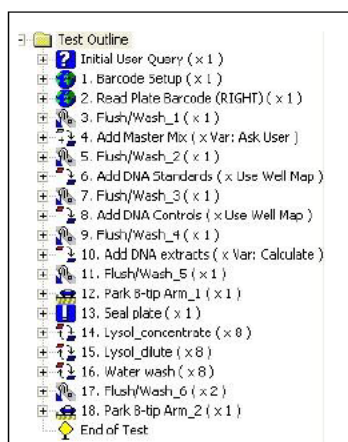 Test Outline
Initial User Query ( x 1 )
1. Barcode Setup ( x 1 )
2. Read Plate Barcode (RIGHT) ( x 1 )
3. Flush/Wash_1 ( x 1 )
4. Add Master Mix ( x Var: Ask User )
5. Flush/Wash_2 ( x 1 )
6. Add DNA Standards ( x Use Well Map )
7. Flush/Wash_3 ( x 1 )
8. Add DNA Controls ( x Use Well Map )
9. Flush/Wash_4 ( x 1 )
10. Add DNA extracts ( x Var: Calculate )
11. Flush/Wash_5 ( x 1 )
12. Park B-tip Arm_1 ( x 1 )
13. Seal plate ( x 1 )
14. Lysol_concentrate ( x 8 )
15. Lysol_dilute ( x 8 )
16. Water wash ( x 8 )
17. Flush/Wash_6 ( x 2 )
18. Park B-tip Arm_2 ( x 1 )
End of Test